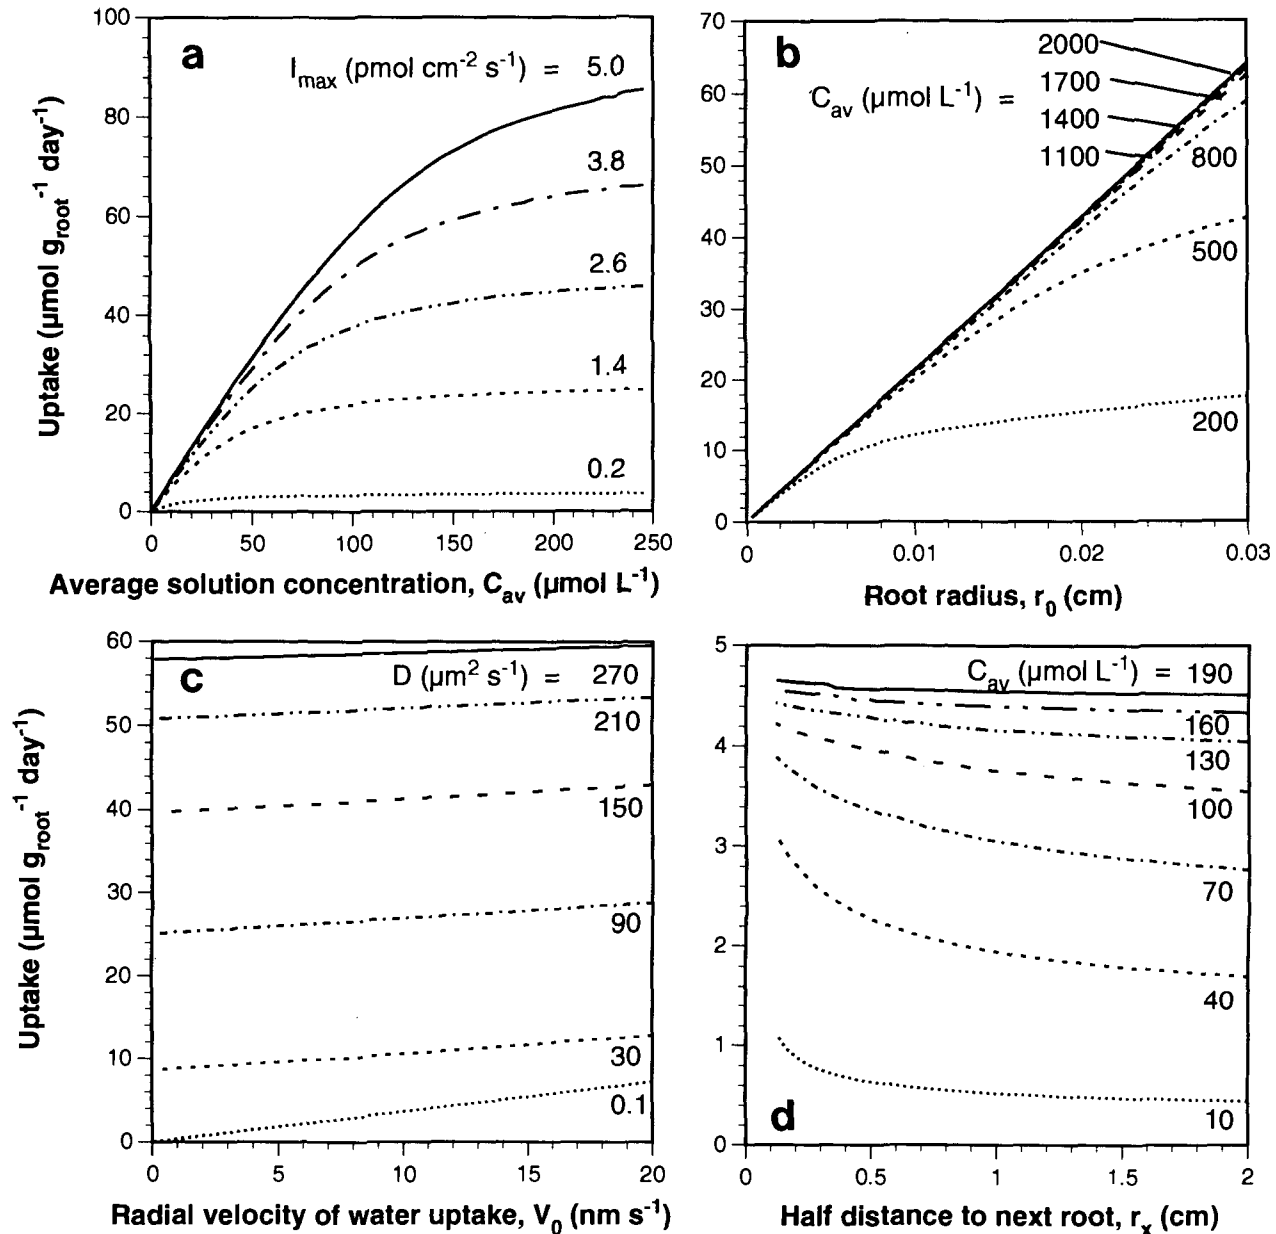 a
I_max (pmol cm⁻² s⁻¹) = 5.0
3.8
2.6
1.4
0.2
100
80
60
40
20
0
Uptake (µmol g_root⁻¹ day⁻¹)
0 50 100 150 200 250
Average solution concentration, C_av (µmol L⁻¹)
b
C_av (µmol L⁻¹) =
2000
1700
1400
1100
800
500
200
70
60
50
40
30
20
10
0
0 0.01 0.02 0.03
Root radius, r₀ (cm)
c
D (µm² s⁻¹) = 270
210
150
90
30
0.1
60
50
40
30
20
10
0
Uptake (µmol g_root⁻¹ day⁻¹)
0 5 10 15 20
Radial velocity of water uptake, V₀ (nm s⁻¹)
C_av (µmol L⁻¹) = 190
160
130
100
70
40
10
d
5
4
3
2
1
0
0 0.5 1 1.5 2
Half distance to next root, r_x (cm)